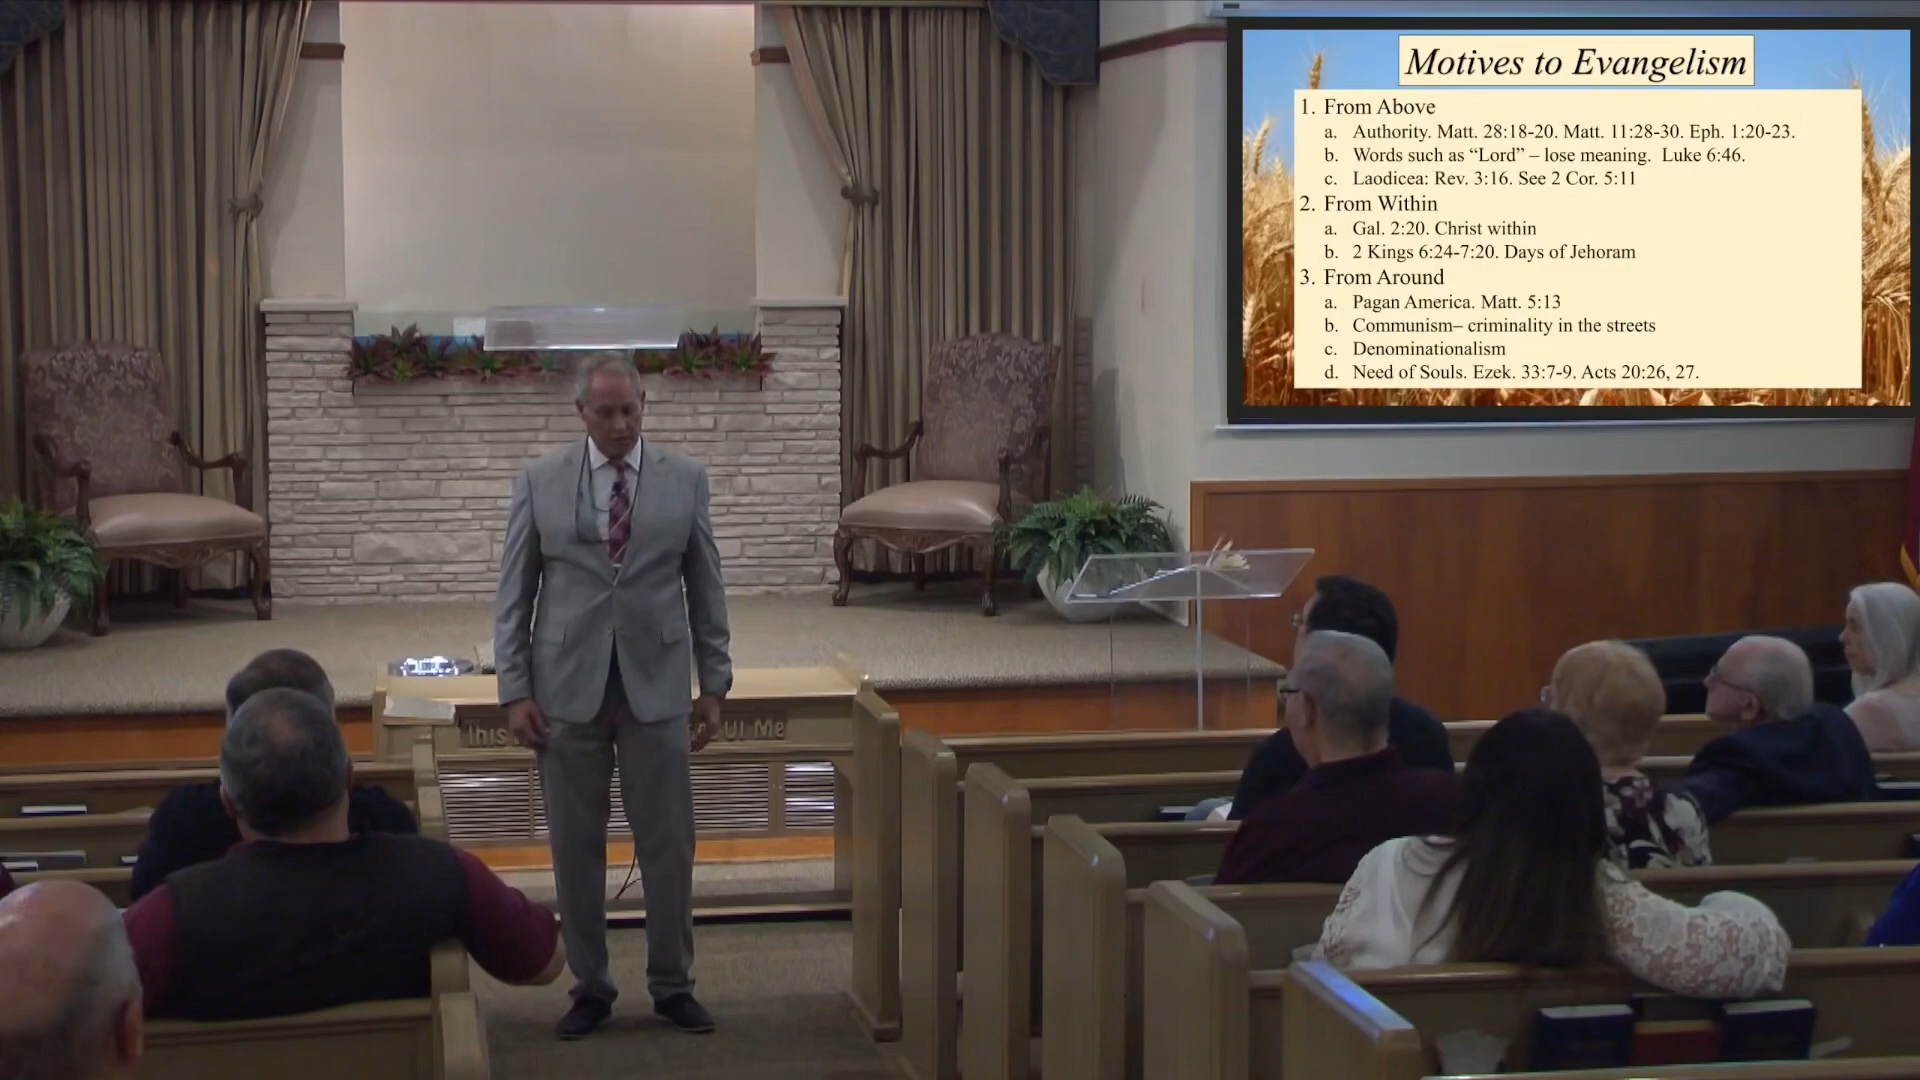 Motives to Evangelism
1. From Above
a. Authority. Matt. 28:18-20. Matt. 11:28-30. Eph. 1:20-23.
b. Words such as “Lord” – lose meaning. Luke 6:46.
c. Laodicea: Rev. 3:16. See 2 Cor. 5:11
2. From Within
a. Gal. 2:20. Christ within
b. 2 Kings 6:24-7:20. Days of Jehoram
3. From Around
a. Pagan America. Matt. 5:13
b. Communism– criminality in the streets
c. Denominationalism
d. Need of Souls. Ezek. 33:7-9. Acts 20:26, 27.
This Me